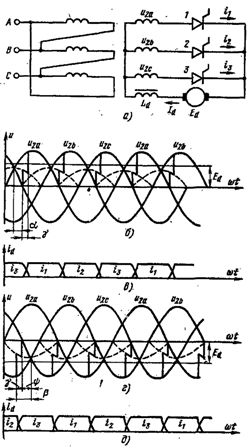 A u₂a 1 i₁
B u₂b 2 i₂
C u₂c 3 i₃
Ld Id Ed
а)
u u₂a u₂b u₂c u₂a u₂b
Ed
ωt
α
γ
б)
id
i₃ i₁ i₂ i₃ i₁ ωt
в)
u u₂a u₂b u₂c u₂a u₂b
ωt
Ed
γ ψ
β
г)
id
i₂ i₃ i₁ i₂ i₃ i₁ ωt
д)